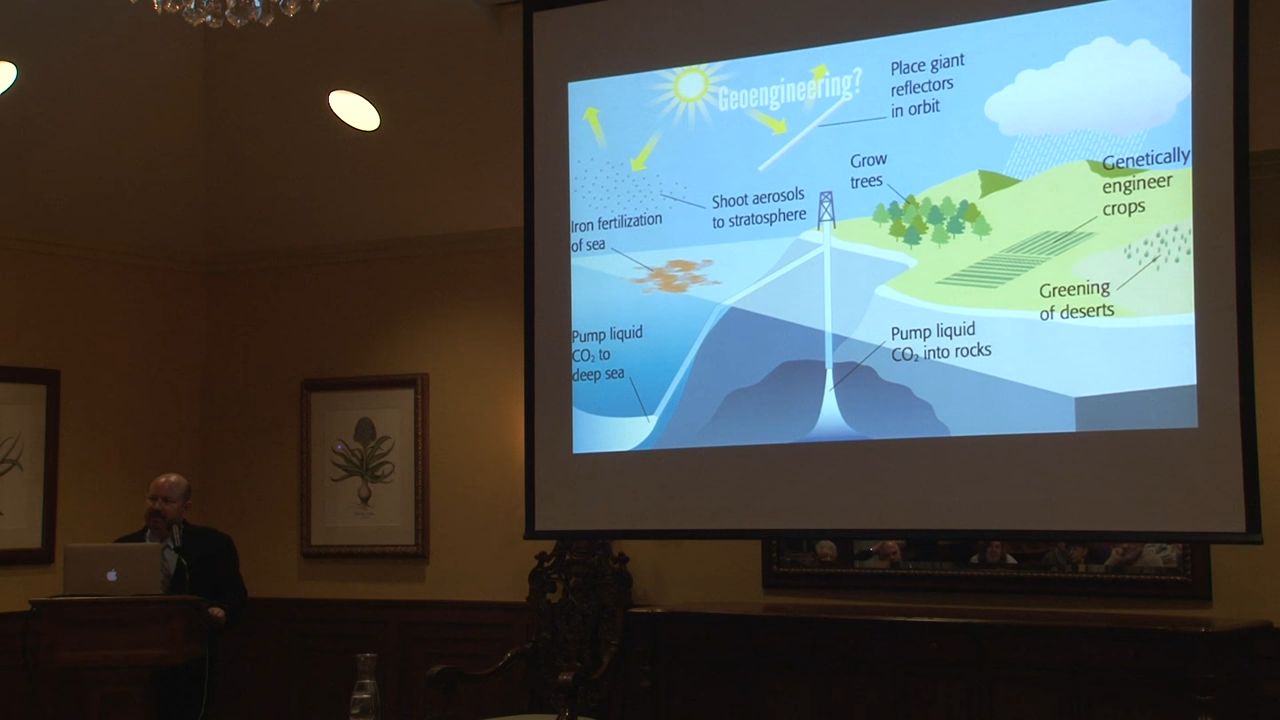 Geoengineering?
Place giant
reflectors
in orbit
Grow
trees
Genetically
engineer
crops
Shoot aerosols
to stratosphere
Iron fertilization
of sea
Greening
of deserts
Pump liquid
CO₂ to
deep sea
Pump liquid
CO₂ into rocks